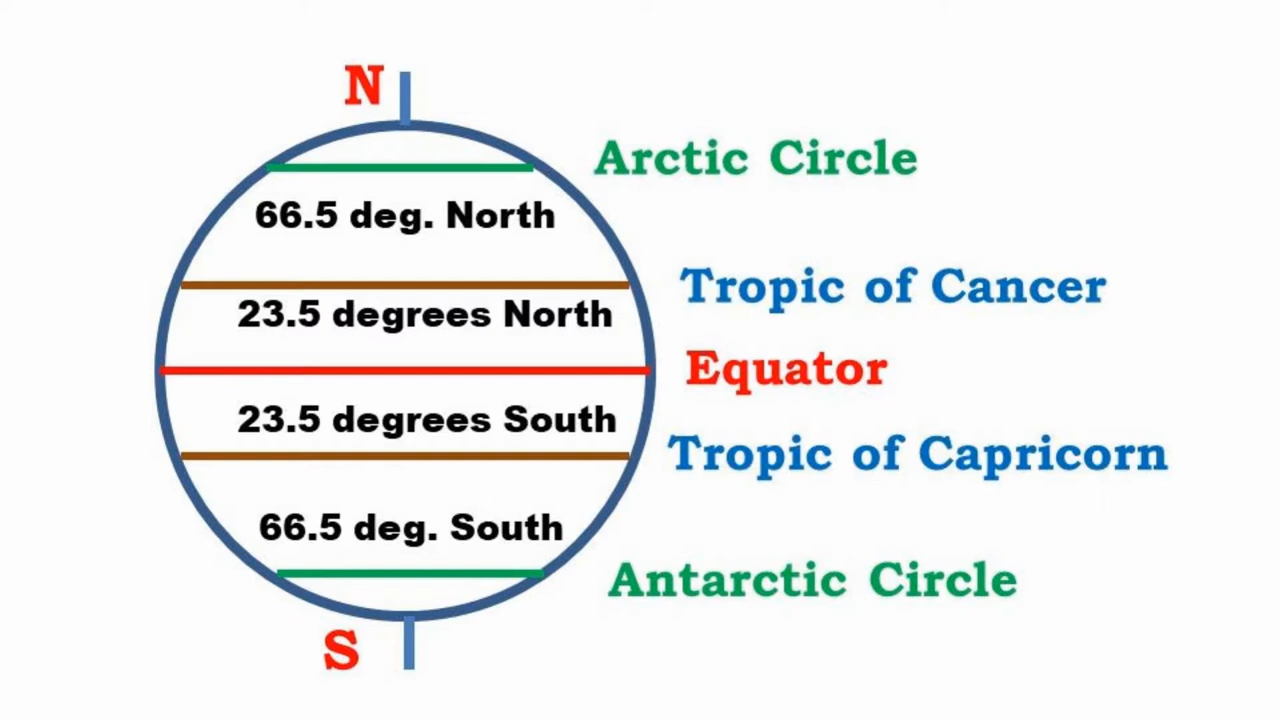 N
Arctic Circle
66.5 deg. North
Tropic of Cancer
23.5 degrees North
Equator
23.5 degrees South
Tropic of Capricorn
66.5 deg. South
Antarctic Circle
S